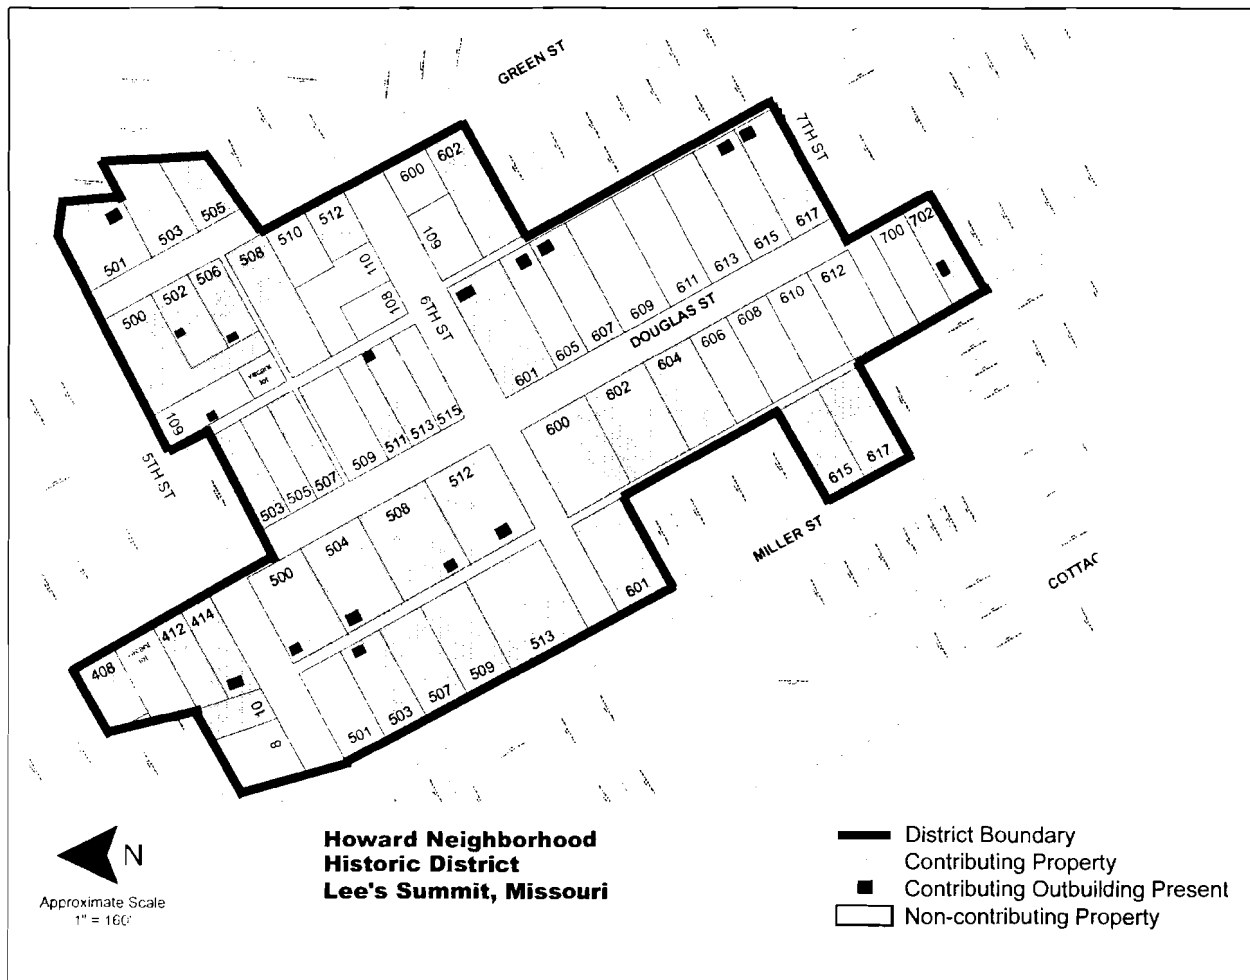 GREEN ST
7TH ST
602
600
505
512
503
510
501
508
109
110
506
502
500
108
6TH ST
vacant
lot
109
5TH ST
617
615
613
611
609
607
605
601
DOUGLAS ST
702
700
612
610
608
606
604
602
600
515
513
511
509
507
505
503
512
508
504
500
615
617
MILLER ST
COTTAG
601
513
509
507
503
501
414
412
vacant
lot
408
10
8
N
Approximate Scale
1" = 160'
Howard Neighborhood
Historic District
Lee's Summit, Missouri
District Boundary
Contributing Property
Contributing Outbuilding Present
Non-contributing Property